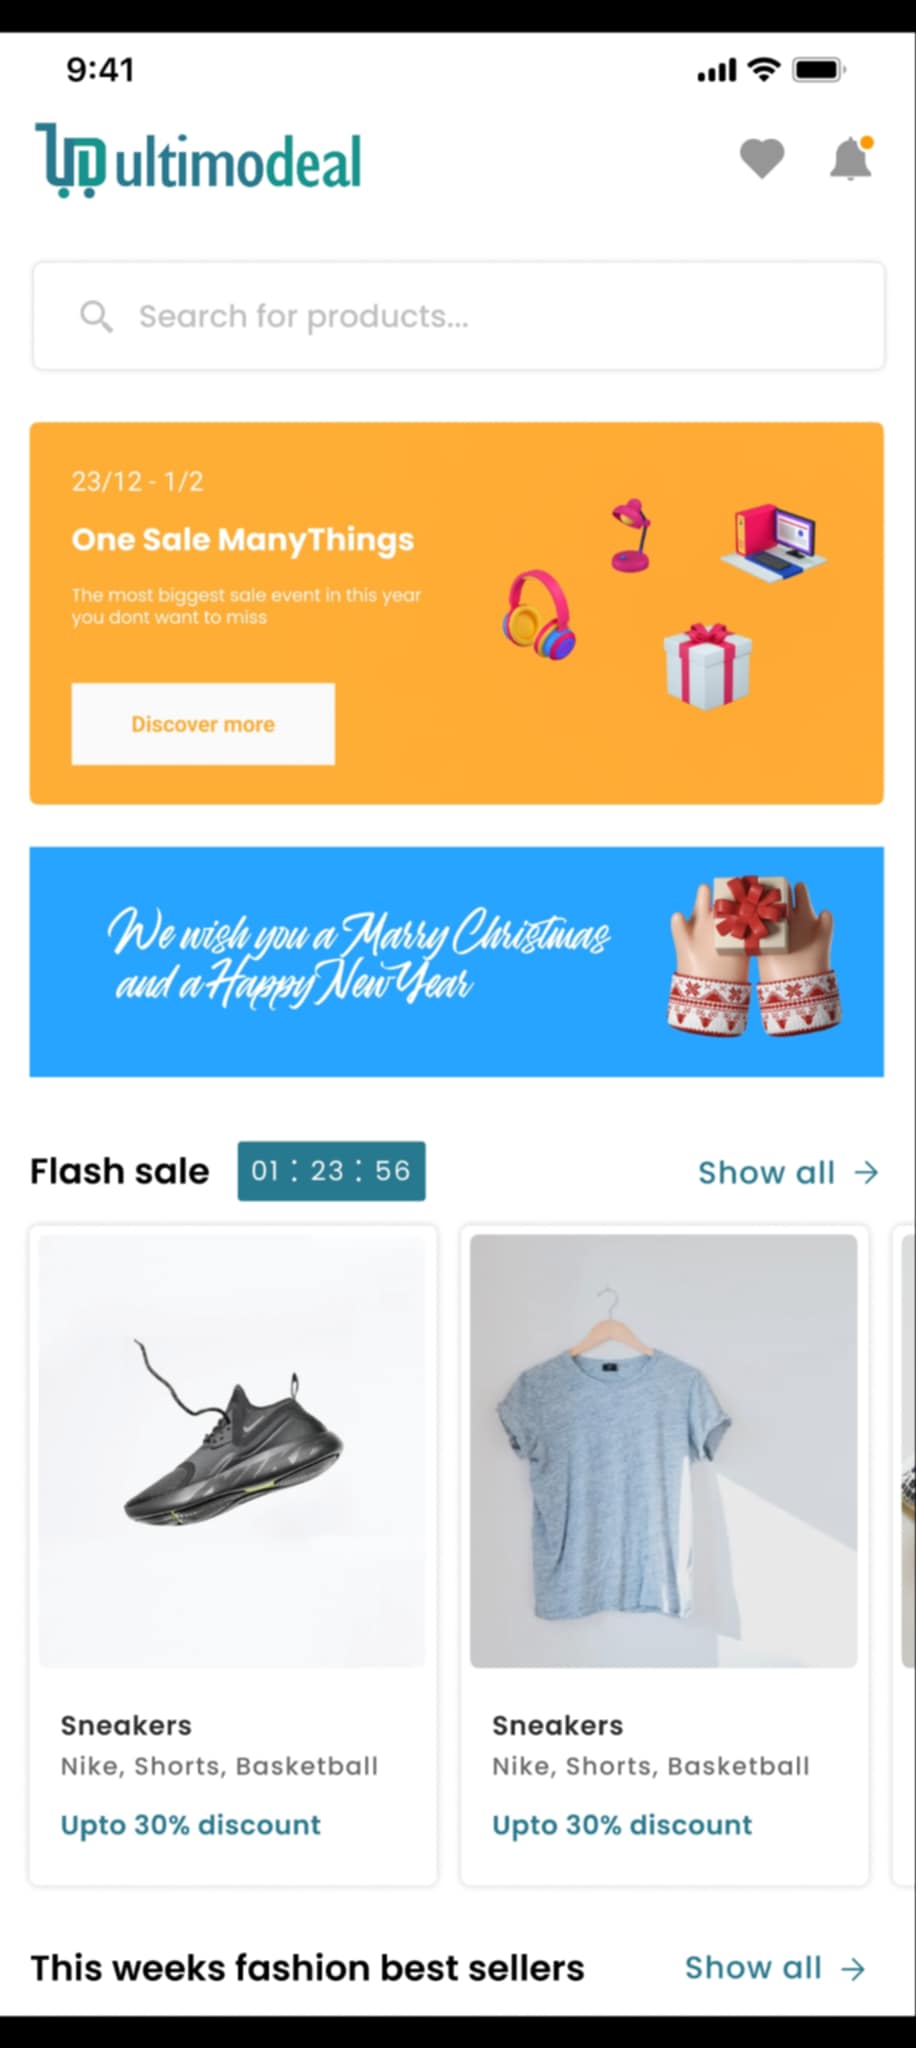 9:41
ultimodeal
Search for products...
23/12 - 1/2
One Sale ManyThings
The most biggest sale event in this year
you dont want to miss
Discover more
We wish you a Marry Christmas
and a Happy New Year
Flash sale
01 : 23 : 56
Show all
Sneakers
Nike, Shorts, Basketball
Upto 30% discount
Sneakers
Nike, Shorts, Basketball
Upto 30% discount
This weeks fashion best sellers
Show all